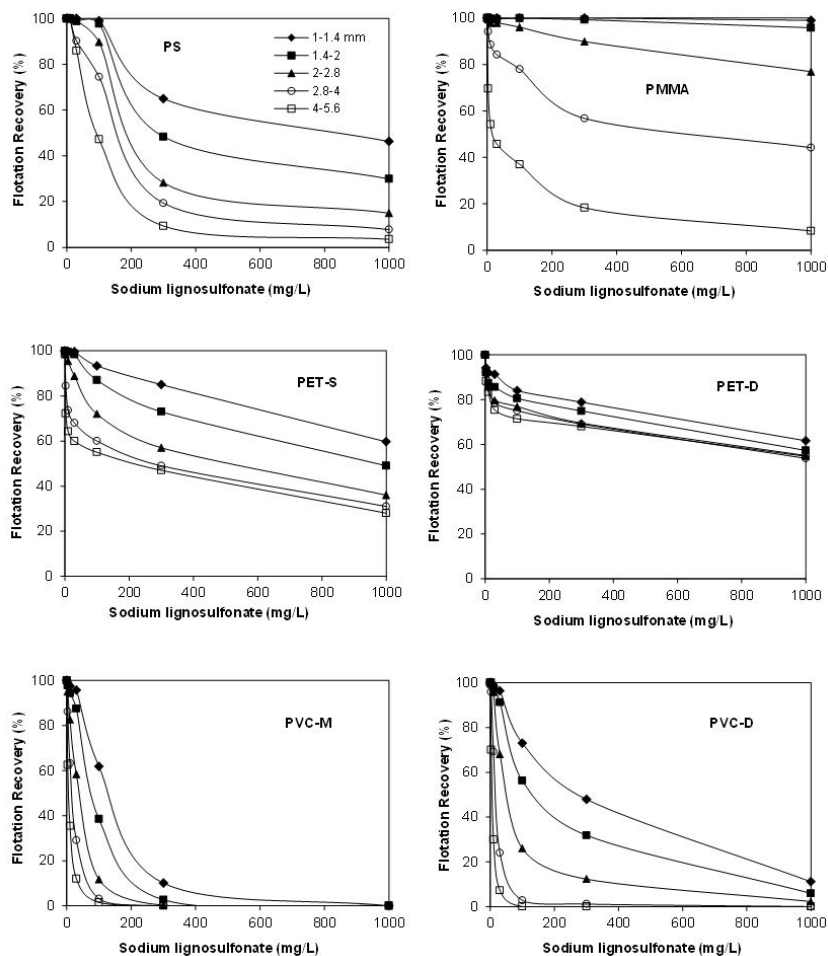 PS
1-1.4 mm
1.4-2
2-2.8
2.8-4
4-5.6
Flotation Recovery (%)
100
80
60
40
20
0
0 200 400 600 800 1000
Sodium lignosulfonate (mg/L)
PMMA
Flotation Recovery (%)
100
80
60
40
20
0
0 200 400 600 800 1000
Sodium lignosulfonate (mg/L)
PET-S
Flotation Recovery (%)
100
80
60
40
20
0
0 200 400 600 800 1000
Sodium lignosulfonate (mg/L)
PET-D
Flotation Recovery (%)
100
80
60
40
20
0
0 200 400 600 800 1000
Sodium lignosulfonate (mg/L)
PVC-M
Flotation Recovery (%)
100
80
60
40
20
0
0 200 400 600 800 1000
Sodium lignosulfonate (mg/L)
PVC-D
Flotation Recovery (%)
100
80
60
40
20
0
0 200 400 600 800 1000
Sodium lignosulfonate (mg/L)